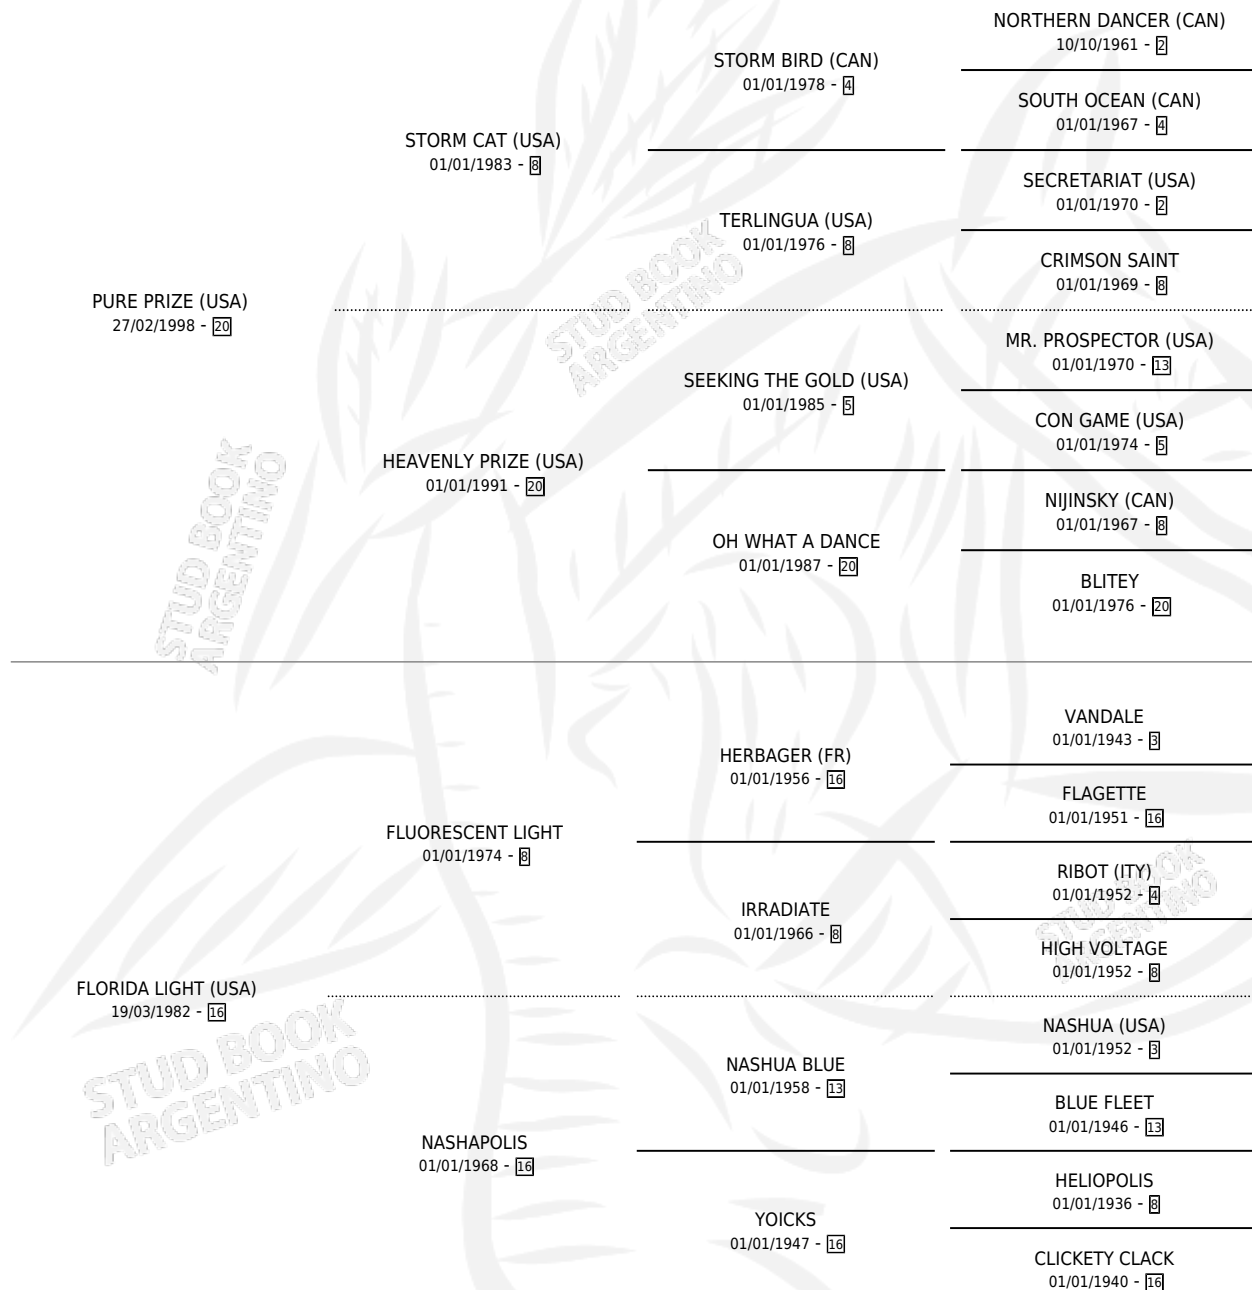 NORTHERN DANCER (CAN)
10/10/1961 - 2
STORM BIRD (CAN)
01/01/1978 - 4
SOUTH OCEAN (CAN)
01/01/1967 - 4
STORM CAT (USA)
01/01/1983 - 8
SECRETARIAT (USA)
01/01/1970 - 2
TERLINGUA (USA)
01/01/1976 - 8
CRIMSON SAINT
01/01/1969 - 8
PURE PRIZE (USA)
27/02/1998 - 20
MR. PROSPECTOR (USA)
01/01/1970 - 13
SEEKING THE GOLD (USA)
01/01/1985 - 5
CON GAME (USA)
01/01/1974 - 5
HEAVENLY PRIZE (USA)
01/01/1991 - 20
NIJINSKY (CAN)
01/01/1967 - 8
OH WHAT A DANCE
01/01/1987 - 20
BLITEY
01/01/1976 - 20
VANDALE
01/01/1943 - 3
HERBAGER (FR)
01/01/1956 - 16
FLAGETTE
01/01/1951 - 16
FLUORESCENT LIGHT
01/01/1974 - 8
RIBOT (ITY)
01/01/1952 - 4
IRRADIATE
01/01/1966 - 8
HIGH VOLTAGE
01/01/1952 - 8
FLORIDA LIGHT (USA)
19/03/1982 - 16
NASHUA (USA)
01/01/1952 - 3
NASHUA BLUE
01/01/1958 - 13
BLUE FLEET
01/01/1946 - 13
NASHAPOLIS
01/01/1968 - 16
HELIOPOLIS
01/01/1936 - 8
YOICKS
01/01/1947 - 16
CLICKETY CLACK
01/01/1940 - 16
STUD BOOK
ARGENTINO
STUD BOOK
ARGENTINO
STUD BOOK
ARGENTINO
STUD BOOK
ARGENTINO